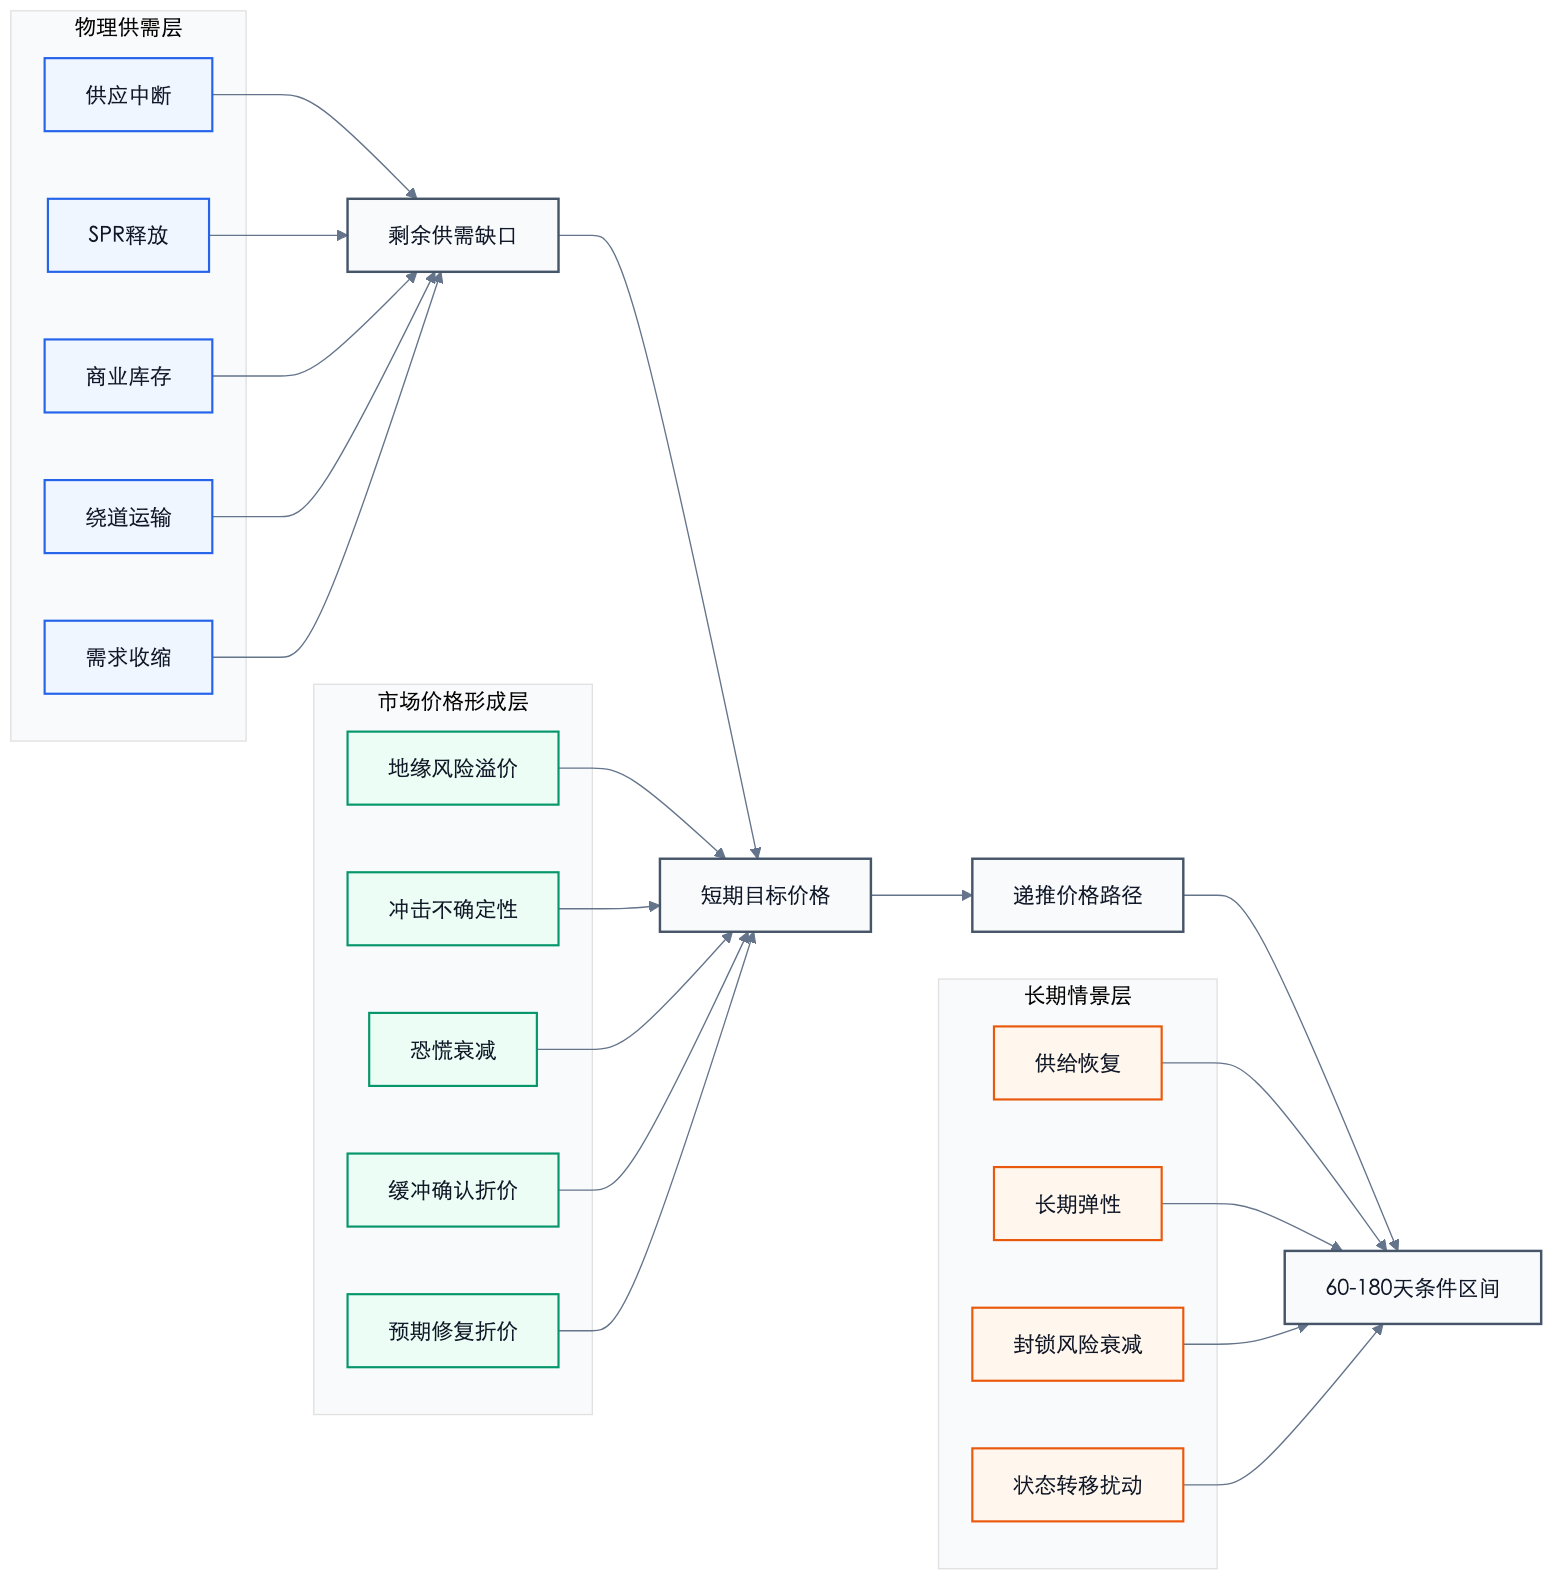 物理供需层
供应中断
SPR释放
商业库存
绕道运输
需求收缩
剩余供需缺口
市场价格形成层
地缘风险溢价
冲击不确定性
恐慌衰减
缓冲确认折价
预期修复折价
短期目标价格
递推价格路径
长期情景层
供给恢复
长期弹性
封锁风险衰减
状态转移扰动
60-180天条件区间